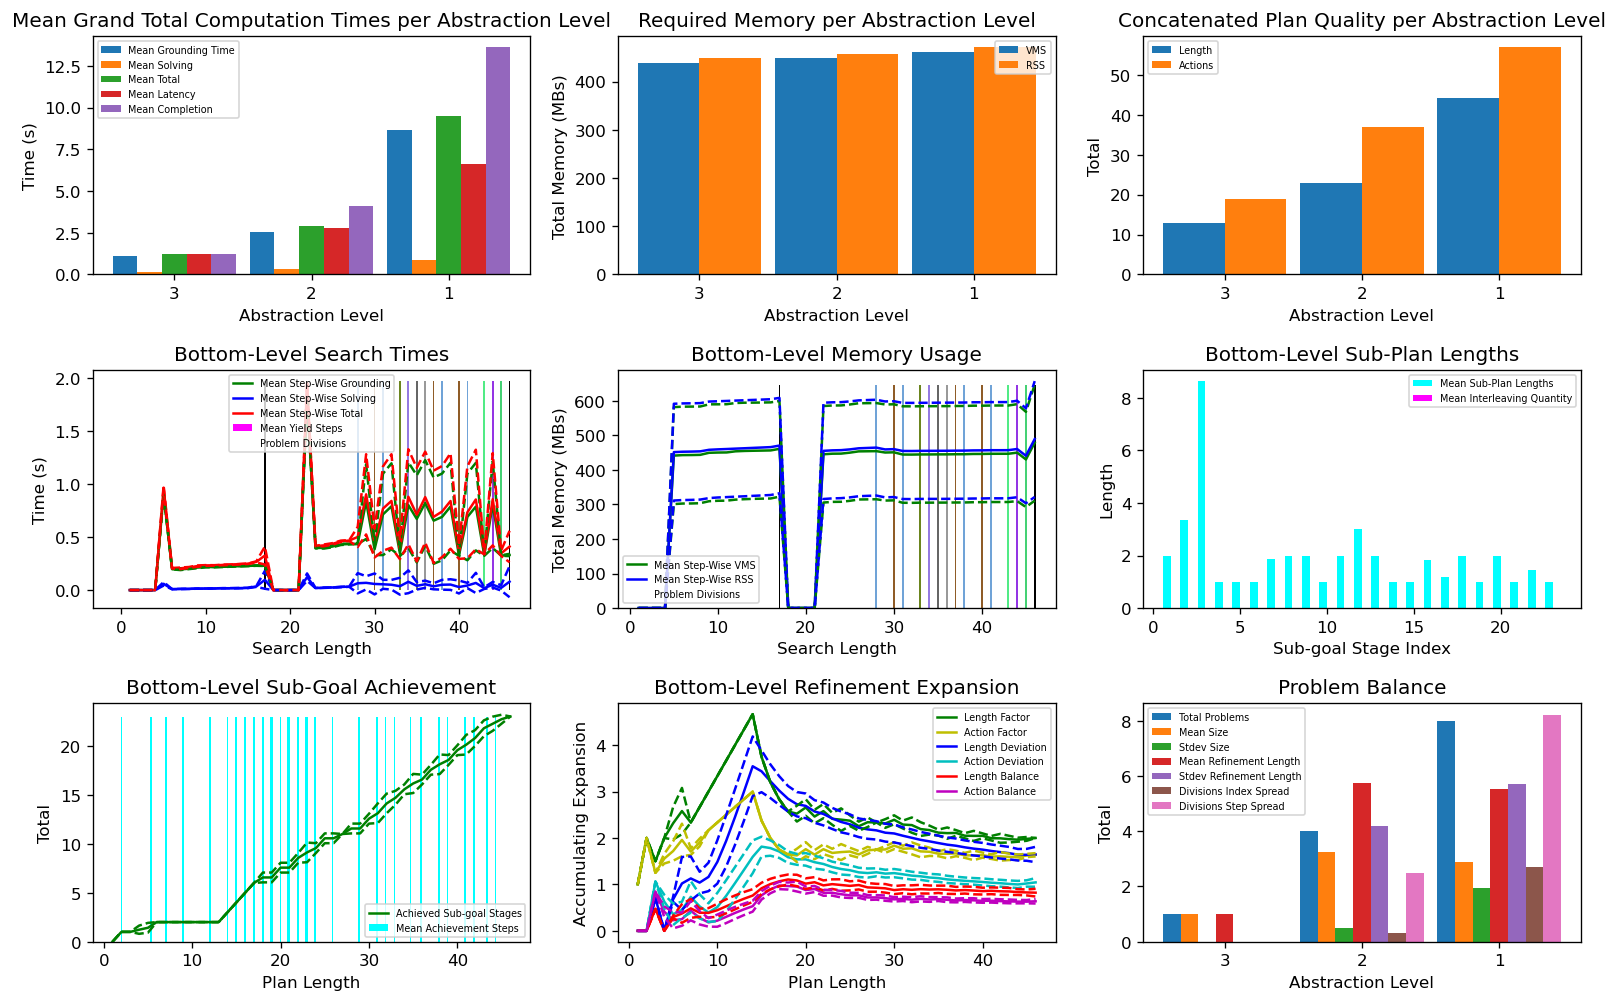 Mean Grand Total Computation Times per Abstraction Level
Time (s)
12.5
10.0
7.5
5.0
2.5
0.0
Mean Grounding Time
Mean Solving
Mean Total
Mean Latency
Mean Completion
3 2 1
Abstraction Level
Required Memory per Abstraction Level
Total Memory (MBs)
400
300
200
100
0
VMS
RSS
3 2 1
Abstraction Level
Concatenated Plan Quality per Abstraction Level
Total
50
40
30
20
10
0
Length
Actions
3 2 1
Abstraction Level
Bottom-Level Search Times
Time (s)
2.0
1.5
1.0
0.5
0.0
Mean Step-Wise Grounding
Mean Step-Wise Solving
Mean Step-Wise Total
Mean Yield Steps
Problem Divisions
0 10 20 30 40
Search Length
Bottom-Level Memory Usage
Total Memory (MBs)
600
500
400
300
200
100
0
Mean Step-Wise VMS
Mean Step-Wise RSS
Problem Divisions
0 10 20 30 40
Search Length
Bottom-Level Sub-Plan Lengths
Length
8
6
4
2
0
Mean Sub-Plan Lengths
Mean Interleaving Quantity
0 5 10 15 20
Sub-goal Stage Index
Bottom-Level Sub-Goal Achievement
Total
20
15
10
5
0
Achieved Sub-goal Stages
Mean Achievement Steps
0 10 20 30 40
Plan Length
Bottom-Level Refinement Expansion
Accumulating Expansion
4
3
2
1
0
Length Factor
Action Factor
Length Deviation
Action Deviation
Length Balance
Action Balance
0 10 20 30 40
Plan Length
Problem Balance
Total
8
6
4
2
0
Total Problems
Mean Size
Stdev Size
Mean Refinement Length
Stdev Refinement Length
Divisions Index Spread
Divisions Step Spread
3 2 1
Abstraction Level